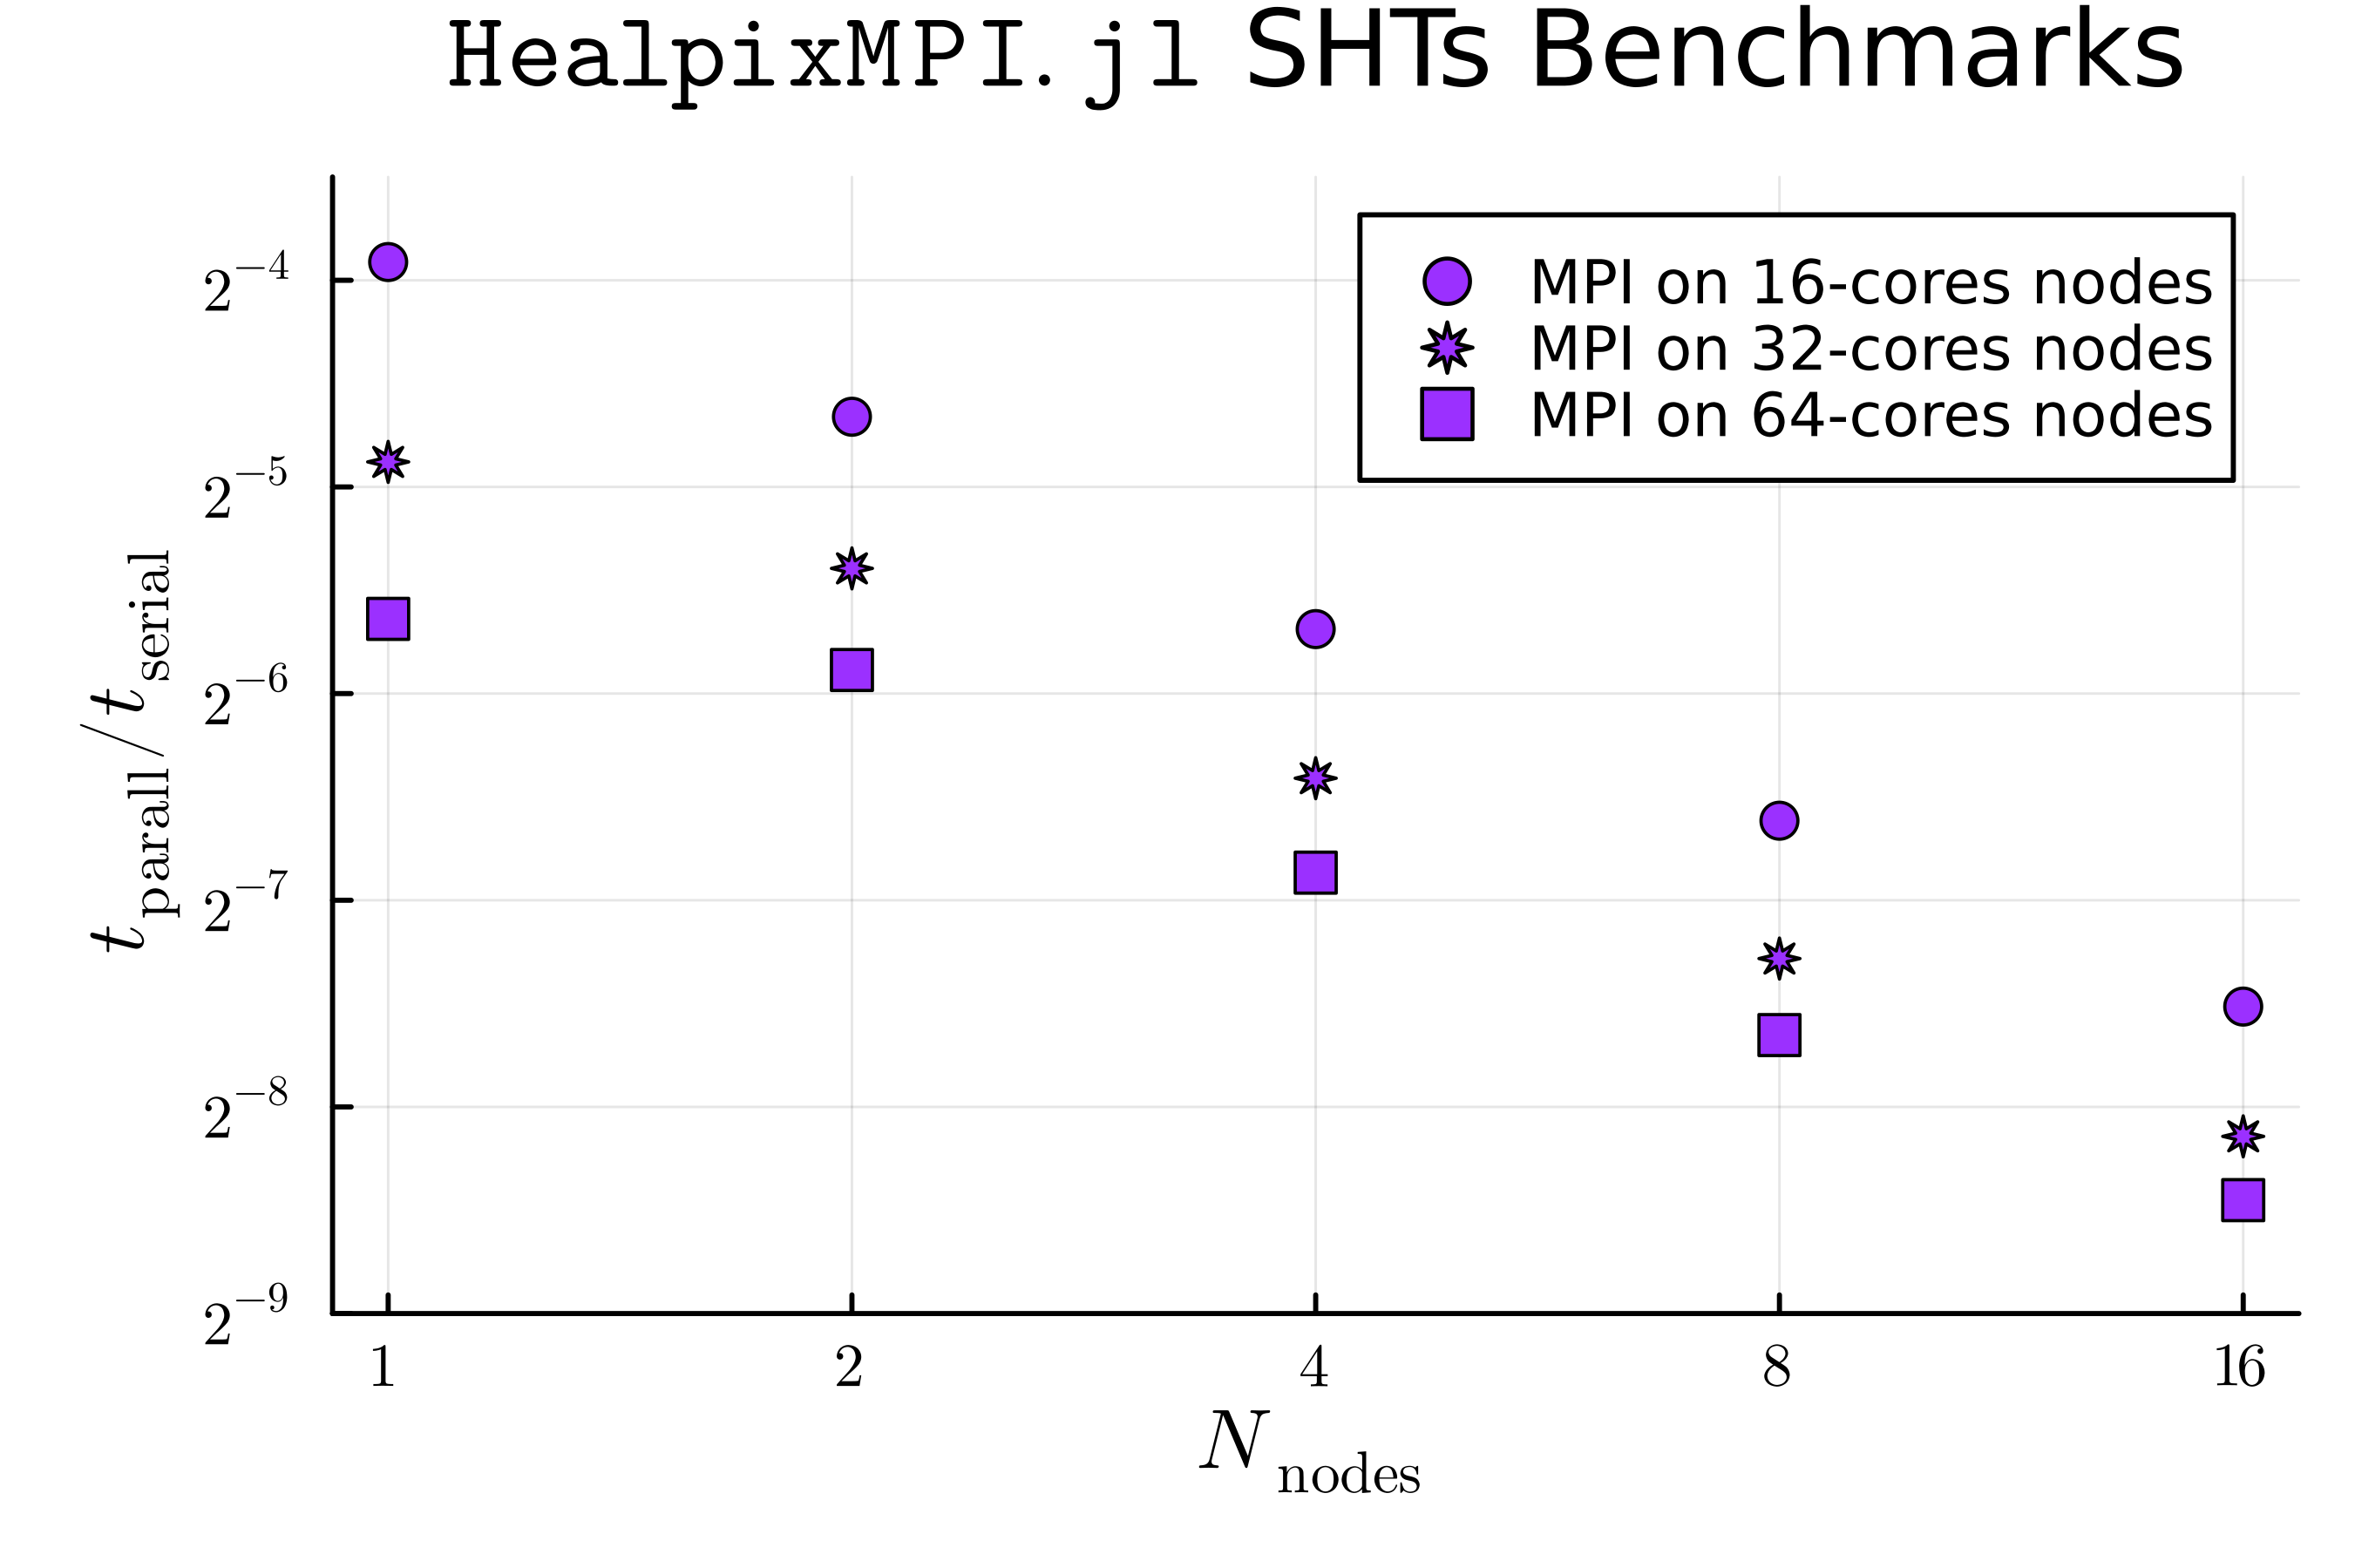 HealpixMPI.jl SHTs Benchmarks
MPI on 16-cores nodes
MPI on 32-cores nodes
MPI on 64-cores nodes
t_parall/t_serial
2^−4
2^−5
2^−6
2^−7
2^−8
2^−9
1 2 4 8 16
N_nodes